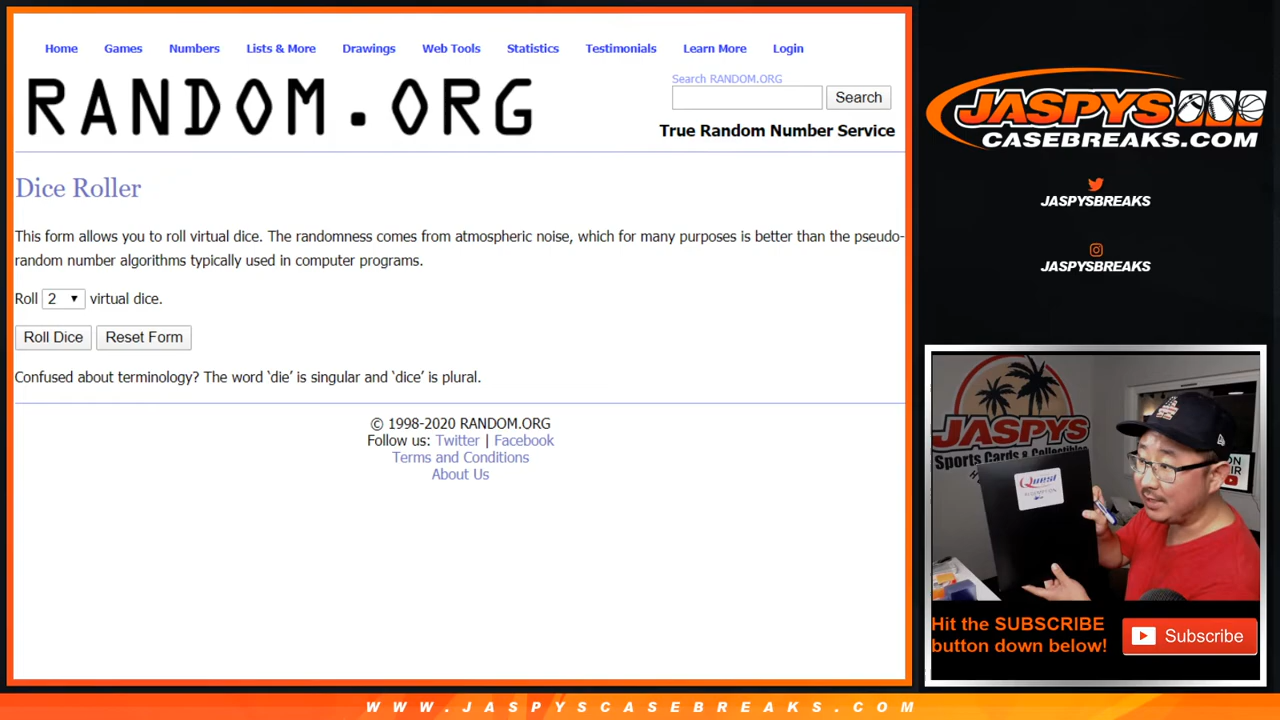 Home Games Numbers Lists & More Drawings Web Tools Statistics Testimonials Learn More Login
RANDOM.ORG
Search RANDOM.ORG
Search
True Random Number Service
Dice Roller
This form allows you to roll virtual dice. The randomness comes from atmospheric noise, which for many purposes is better than the pseudo-
random number algorithms typically used in computer programs.
Roll 2 virtual dice.
Roll Dice Reset Form
Confused about terminology? The word ‘die’ is singular and ‘dice’ is plural.
© 1998-2020 RANDOM.ORG
Follow us: Twitter | Facebook
Terms and Conditions
About Us
JASPYS
CASEBREAKS.COM
JASPYSBREAKS
JASPYSBREAKS
JASPYS
Sports Cards & Collectibles
Quest
ON
IR
Hit the SUBSCRIBE
button down below!
Subscribe
WWW.JASPYSCASEBREAKS.COM